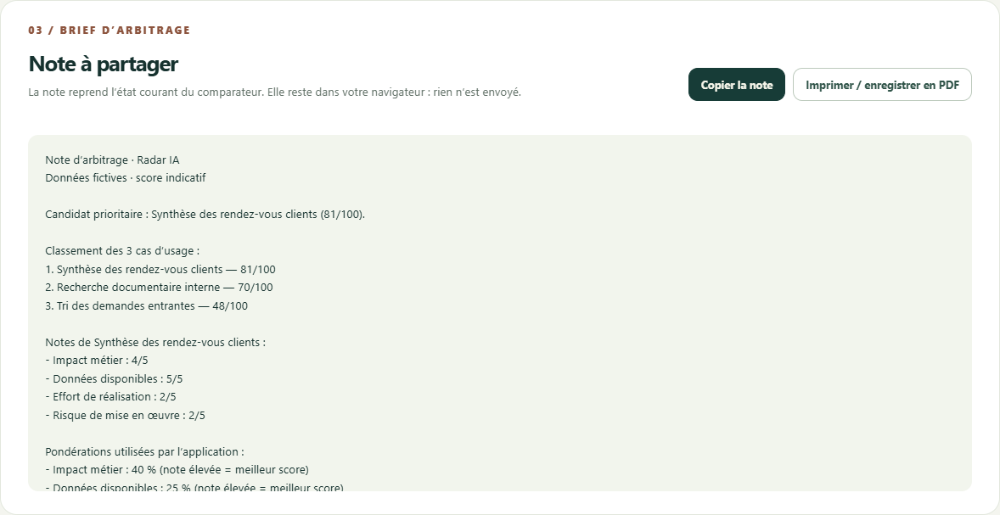 03 / BRIEF D’ARBITRAGE
Note à partager
La note reprend l’état courant du comparateur. Elle reste dans votre navigateur : rien n’est envoyé.
Copier la note
Imprimer / enregistrer en PDF
Note d’arbitrage · Radar IA
Données fictives · score indicatif
Candidat prioritaire : Synthèse des rendez-vous clients (81/100).
Classement des 3 cas d’usage :
1. Synthèse des rendez-vous clients — 81/100
2. Recherche documentaire interne — 70/100
3. Tri des demandes entrantes — 48/100
Notes de Synthèse des rendez-vous clients :
- Impact métier : 4/5
- Données disponibles : 5/5
- Effort de réalisation : 2/5
- Risque de mise en œuvre : 2/5
Pondérations utilisées par l’application :
- Impact métier : 40 % (note élevée = meilleur score)
- Données disponibles : 25 % (note élevée = meilleur score)